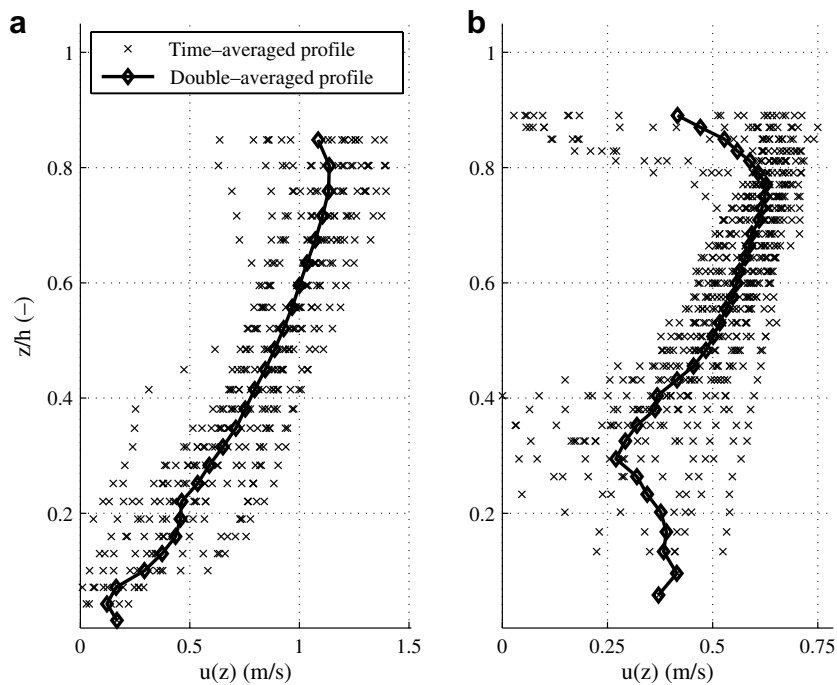 a
b
Time–averaged profile
Double–averaged profile
1
0.8
0.6
0.4
0.2
z/h (–)
0
0.5
1
1.5
u(z) (m/s)
1
0.8
0.6
0.4
0.2
0
0.25
0.5
0.75
u(z) (m/s)